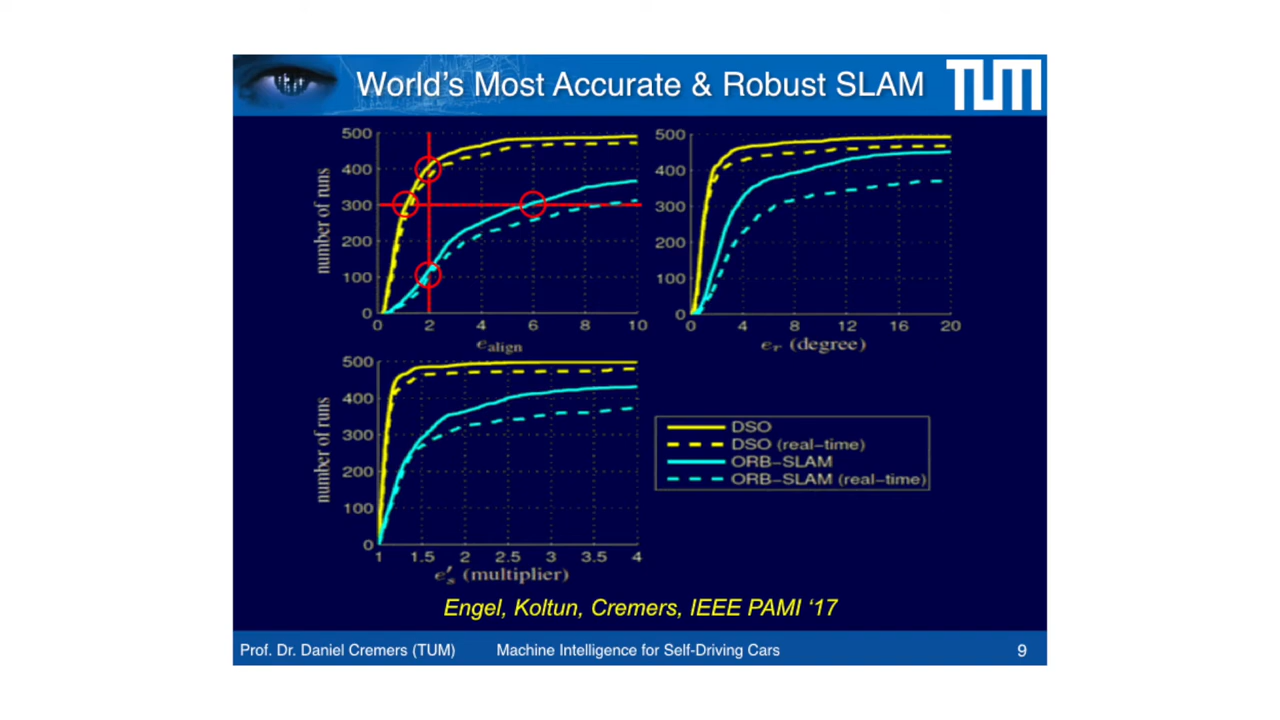 World's Most Accurate & Robust SLAM
TUM
500
400
300
200
100
0
number of runs
0 2 4 6 8 10
e_align
500
400
300
200
100
0
0 4 8 12 16 20
e_r (degree)
500
400
300
200
100
0
number of runs
1 1.5 2 2.5 3 3.5 4
e'_s (multiplier)
DSO
DSO (real-time)
ORB-SLAM
ORB-SLAM (real-time)
Engel, Koltun, Cremers, IEEE PAMI ‘17
Prof. Dr. Daniel Cremers (TUM) Machine Intelligence for Self-Driving Cars 9